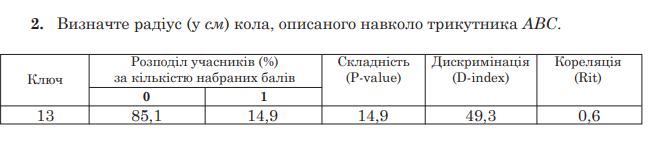 2. Визначте радіус (у см) кола, описаного навколо трикутника ABC.
Ключ
Розподіл учасників (%)
за кількістю набраних балів
0 1
Складність
(P-value)
Дискримінація
(D-index)
Кореляція
(Rit)
13 85,1 14,9 14,9 49,3 0,6